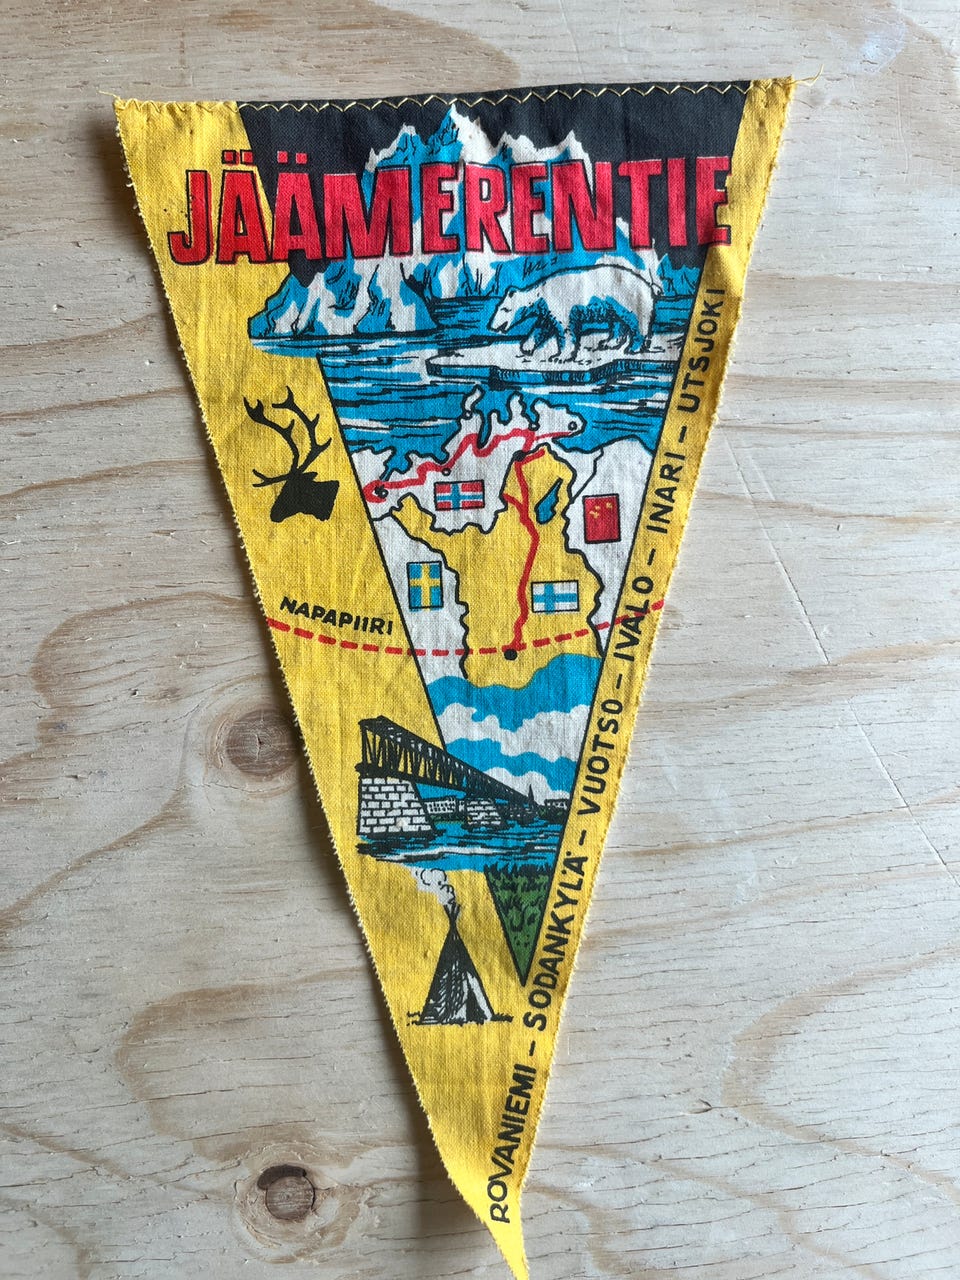 JÄÄMERENTIE
NAPAPIIRI
ROVANIEMI – SODANKYLÄ – VUOTSO – IVALO – INARI – UTSJOKI